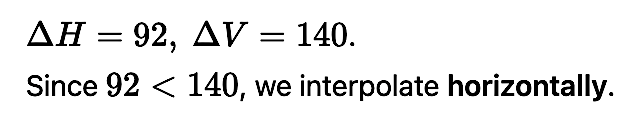 ΔH = 92, ΔV = 140.
Since 92 < 140, we interpolate horizontally.